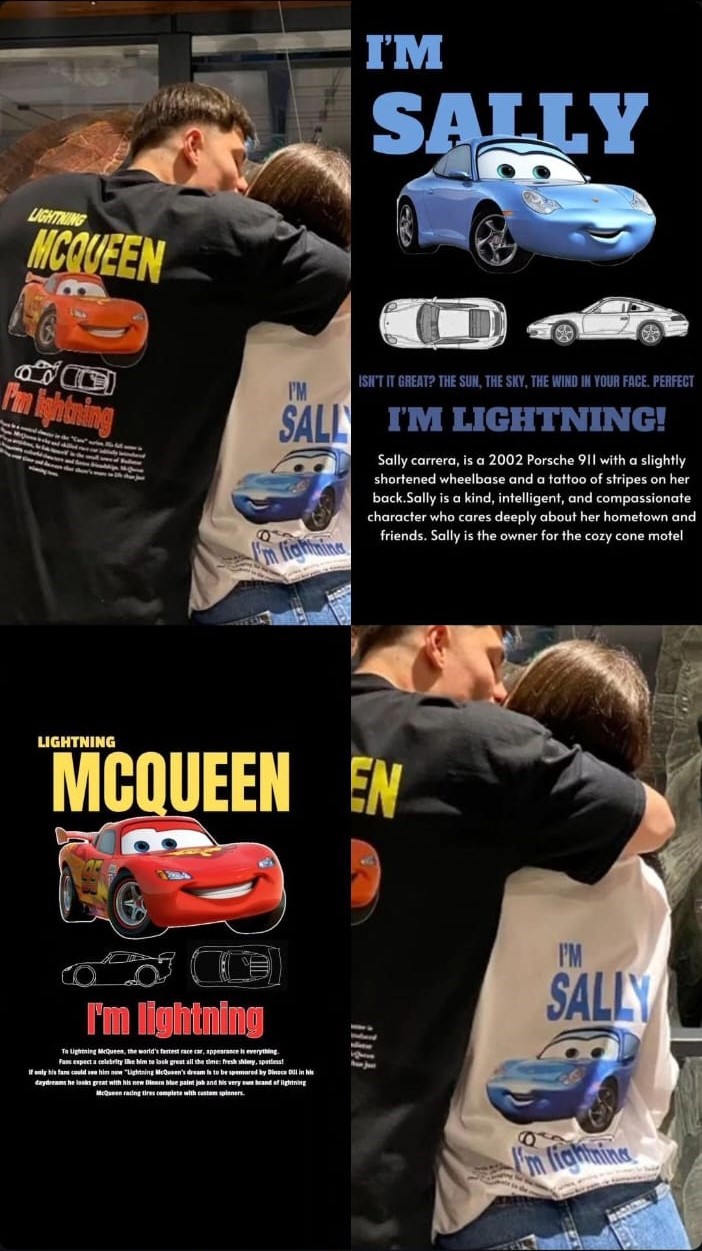 LIGHTNING
MCQUEEN
I'm lightning
I'M
SALLY
I'm lightning
I'M
SALLY
ISN'T IT GREAT? THE SUN, THE SKY, THE WIND IN YOUR FACE. PERFECT
I'M LIGHTNING!
Sally carrera, is a 2002 Porsche 911 with a slightly
shortened wheelbase and a tattoo of stripes on her
back.Sally is a kind, intelligent, and compassionate
character who cares deeply about her hometown and
friends. Sally is the owner for the cozy cone motel
LIGHTNING
MCQUEEN
95
I'm lightning
To Lightning McQueen, the world's fastest race car, appearance is everything.
Fans expect a celebrity like him to look great all the time: fresh shiny, spotless!
If only his fans could see him now "Lightning McQueen's dream Is to be sponsored by Dinoco Oil in his
daydreams he looks great with his new Dinoco blue paint job and his very own brand of lightning
McQueen racing tires complete with custom spinners.
EN
I'M
SALLY
I'm lightning